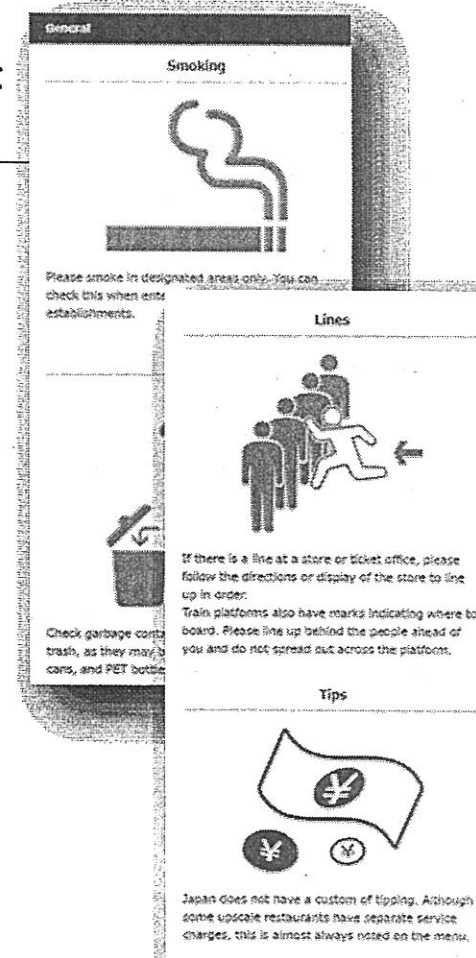 General
Smoking
Please smoke in designated areas only. You can
check this when ente
establishments.
Check garbage conta
trash, as they may b
cans, and PET bottle
Lines
If there is a line at a store or ticket office, please
follow the directions or display of the store to line
up in order.
Train platforms also have marks indicating where to
board. Please line up behind the people ahead of
you and do not spread out across the platform.
Tips
Japan does not have a custom of tipping. Although
some upscale restaurants have separate service
charges, this is almost always noted on the menu.